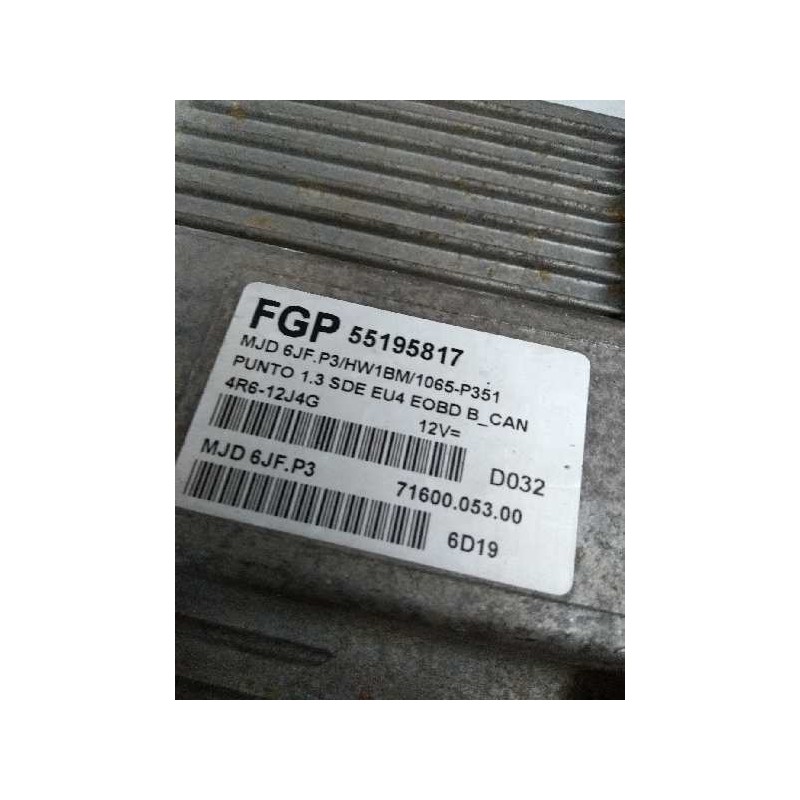 FGP 55195817
MJD 6JF.P3/HW1BM/1065-P351
PUNTO 1.3 SDE EU4 EOBD B_CAN
4R6-12J4G 12V=
D032
MJD 6JF.P3 71600.053.00
6D19